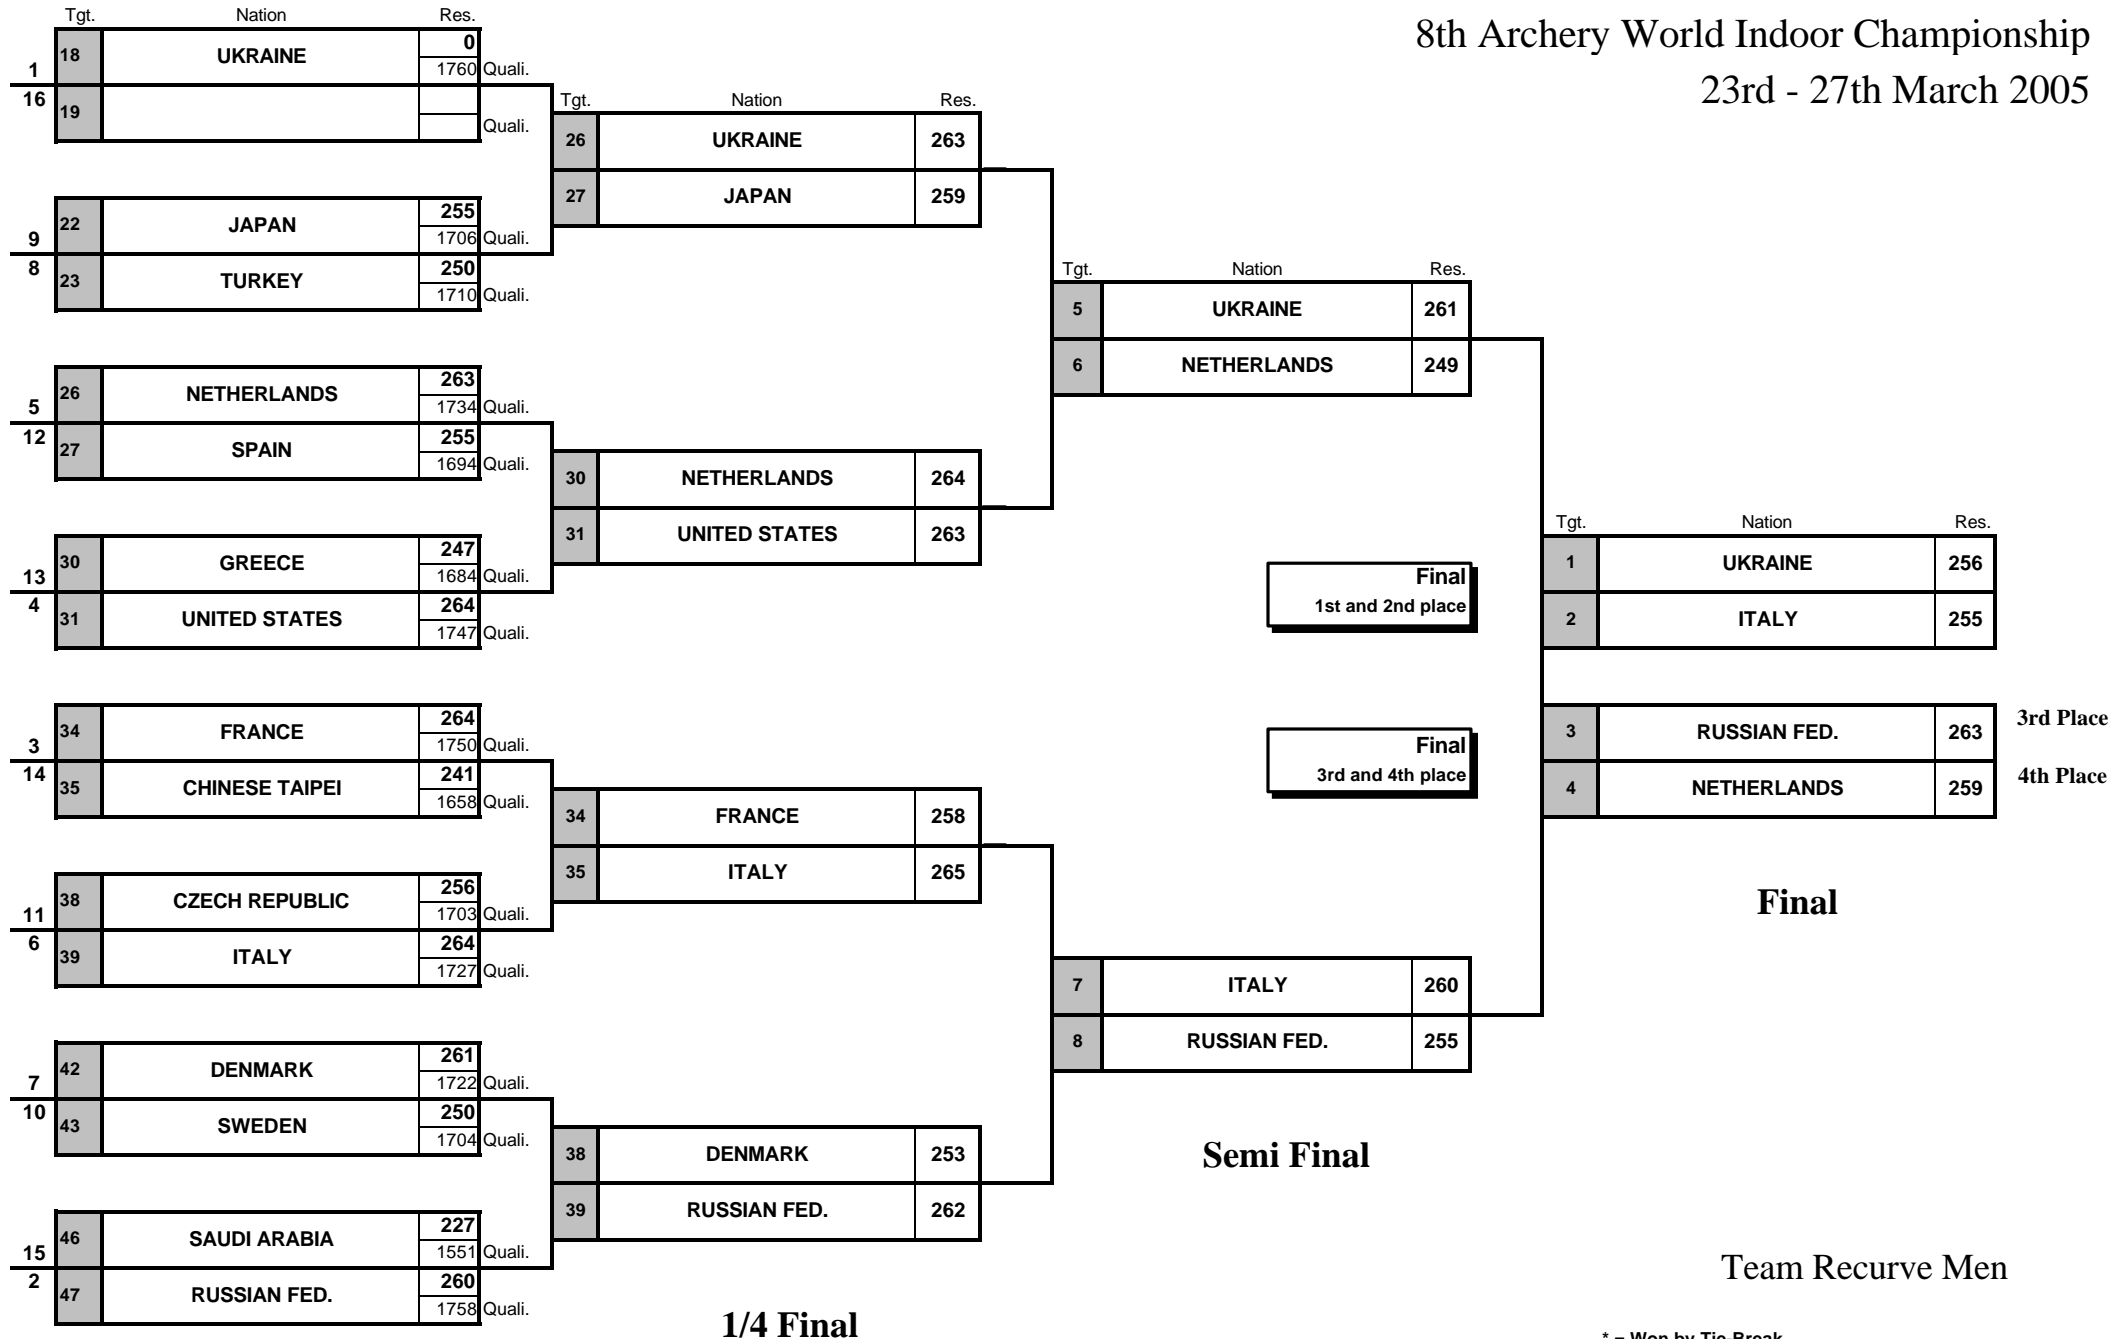 8th Archery World Indoor Championship
23rd - 27th March 2005
Tgt. Nation Res.
18 UKRAINE 0
1 1760 Quali.
16 19
Quali.
22 JAPAN 255
9 1706 Quali.
8 23 TURKEY 250
1710 Quali.
26 NETHERLANDS 263
5 1734 Quali.
12 27 SPAIN 255
1694 Quali.
30 GREECE 247
13 1684 Quali.
4 31 UNITED STATES 264
1747 Quali.
34 FRANCE 264
3 1750 Quali.
14 35 CHINESE TAIPEI 241
1658 Quali.
38 CZECH REPUBLIC 256
11 1703 Quali.
6 39 ITALY 264
1727 Quali.
42 DENMARK 261
7 1722 Quali.
10 43 SWEDEN 250
1704 Quali.
46 SAUDI ARABIA 227
15 1551 Quali.
2 47 RUSSIAN FED. 260
1758 Quali.
Tgt. Nation Res.
26 UKRAINE 263
27 JAPAN 259
30 NETHERLANDS 264
31 UNITED STATES 263
34 FRANCE 258
35 ITALY 265
38 DENMARK 253
39 RUSSIAN FED. 262
1/4 Final
Tgt. Nation Res.
5 UKRAINE 261
6 NETHERLANDS 249
7 ITALY 260
8 RUSSIAN FED. 255
Semi Final
Final
1st and 2nd place
Tgt. Nation Res.
1 UKRAINE 256
2 ITALY 255
Final
3rd and 4th place
3 RUSSIAN FED. 263 3rd Place
4 NETHERLANDS 259 4th Place
Final
Team Recurve Men
* = Won by Tie-Break